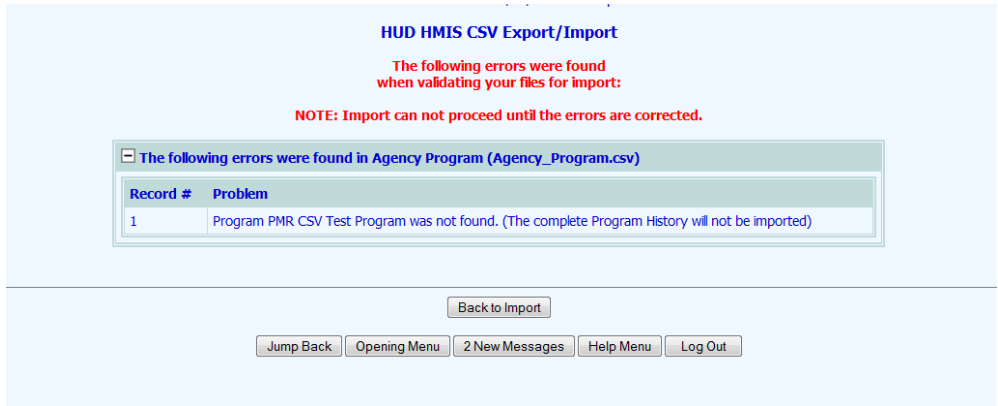 HUD HMIS CSV Export/Import
The following errors were found
when validating your files for import:
NOTE: Import can not proceed until the errors are corrected.
The following errors were found in Agency Program (Agency_Program.csv)
Record # Problem
1 Program PMR CSV Test Program was not found. (The complete Program History will not be imported)
Back to Import
Jump Back Opening Menu 2 New Messages Help Menu Log Out